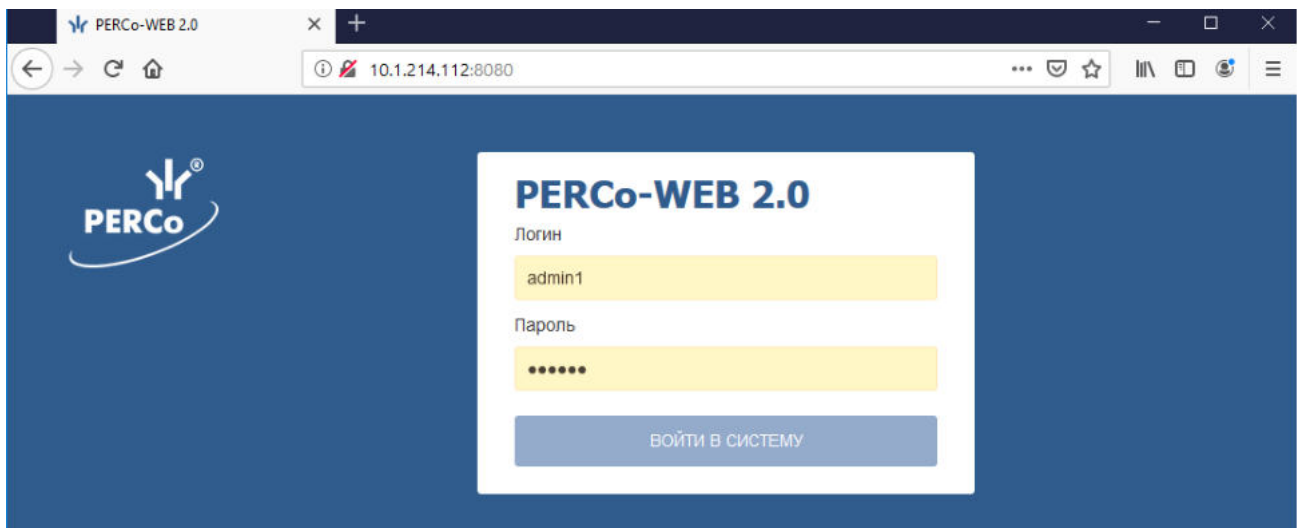 PERCo-WEB 2.0
10.1.214.112:8080
PERCo®
PERCo-WEB 2.0
Логин
admin1
Пароль
••••••
ВОЙТИ В СИСТЕМУ